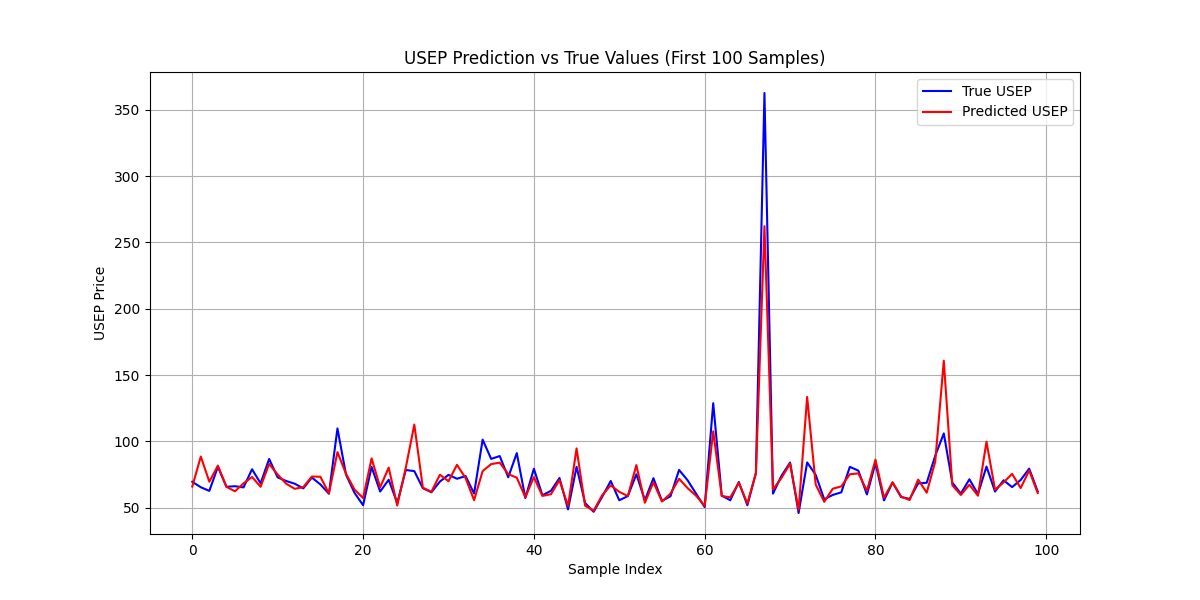 USEP Prediction vs True Values (First 100 Samples)
True USEP
Predicted USEP
USEP Price
350
300
250
200
150
100
50
0 20 40 60 80 100
Sample Index